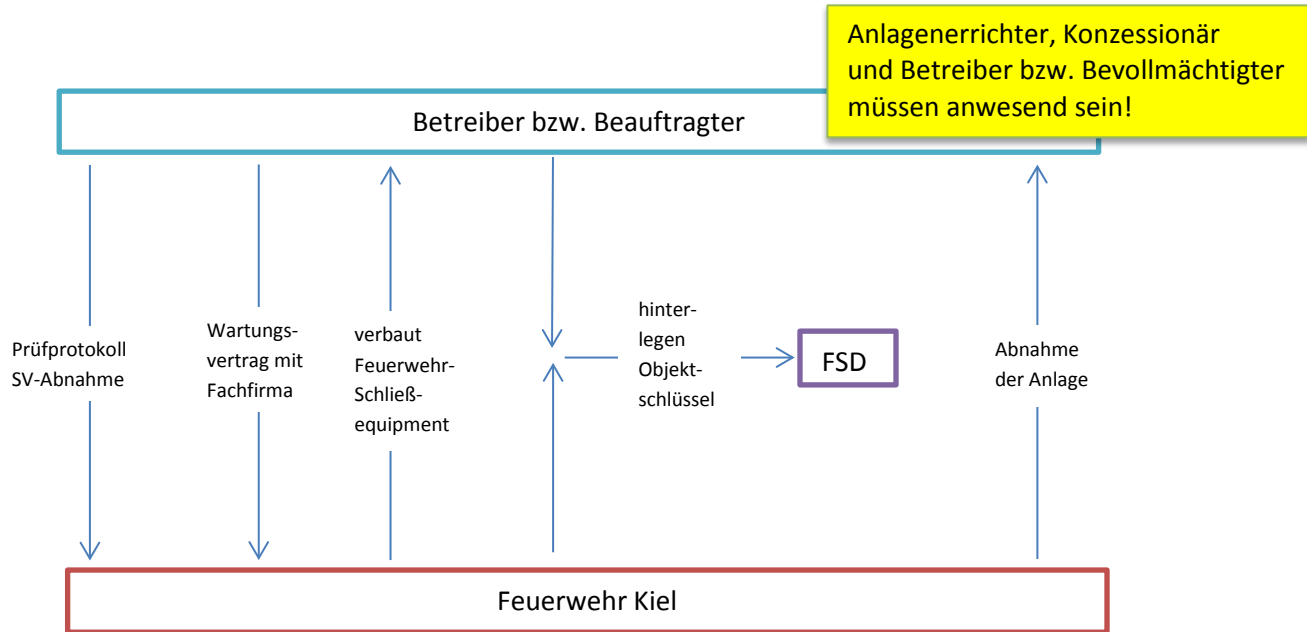 Anlagenerrichter, Konzessionär
und Betreiber bzw. Bevollmächtigter
müssen anwesend sein!
Betreiber bzw. Beauftragter
Prüfprotokoll
SV-Abnahme
Wartungs-
vertrag mit
Fachfirma
verbaut
Feuerwehr-
Schließ-
equipment
hinter-
legen
Objekt-
schlüssel
FSD
Abnahme
der Anlage
Feuerwehr Kiel